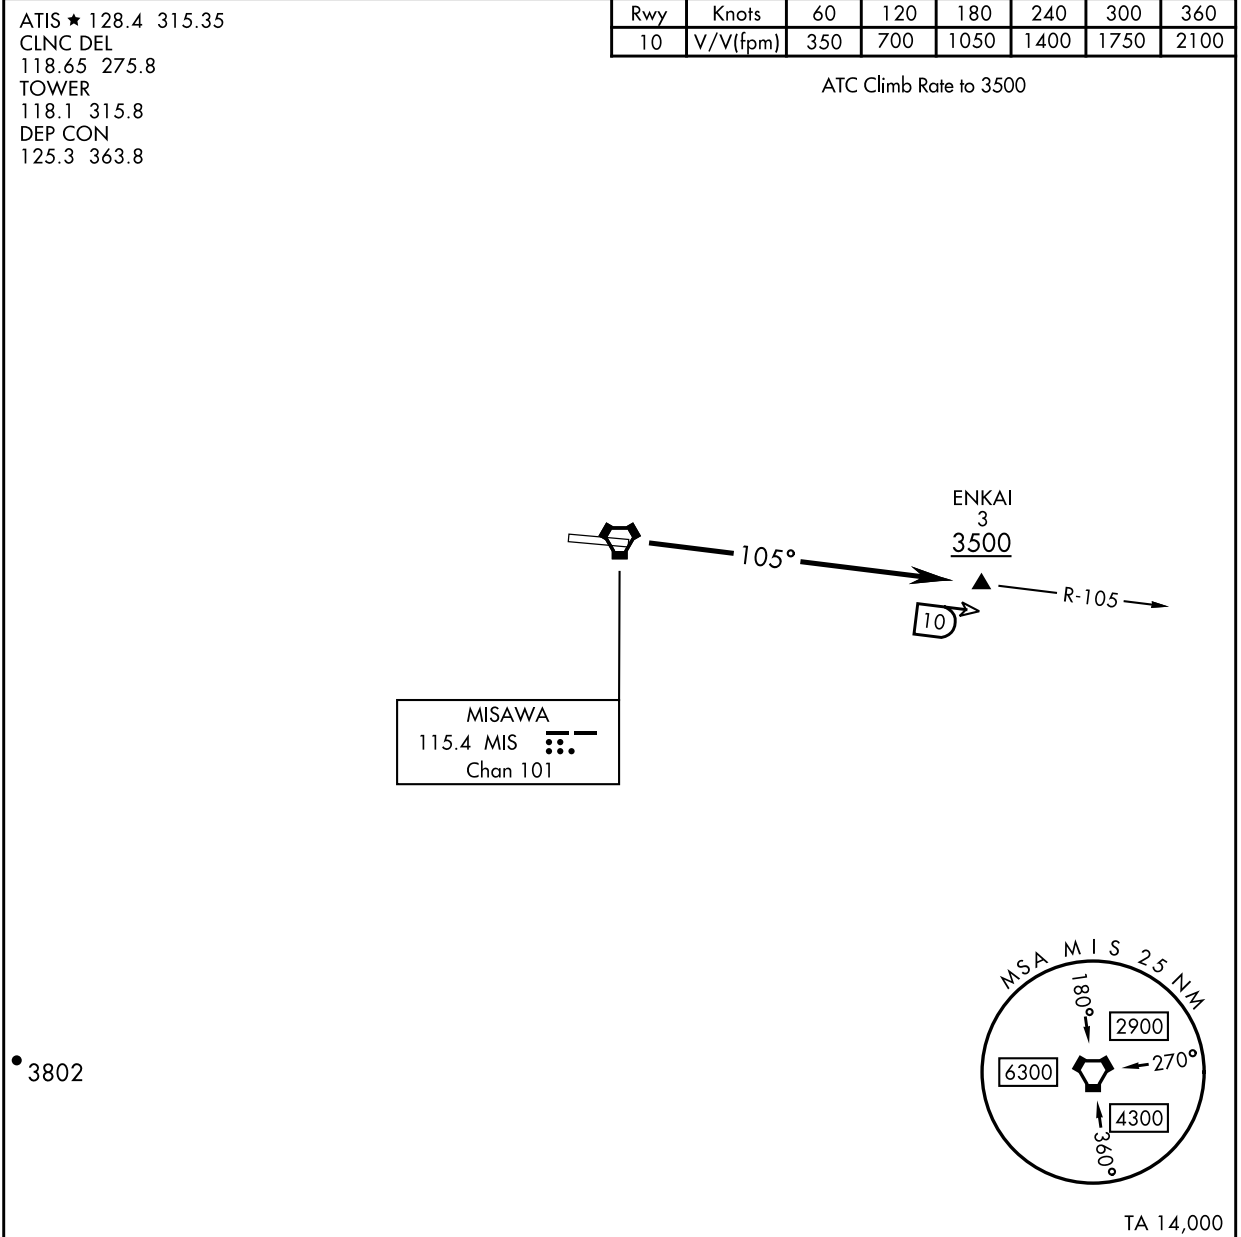 ATIS ★ 128.4 315.35
CLNC DEL
118.65 275.8
TOWER
118.1 315.8
DEP CON
125.3 363.8
Rwy Knots 60 120 180 240 300 360
10 V/V(fpm) 350 700 1050 1400 1750 2100
ATC Climb Rate to 3500
ENKAI
3
3500
105°
R-105
10
MISAWA
115.4 MIS
Chan 101
MSA MIS 25 NM
180°
2900
270°
6300
4300
360°
3802
TA 14,000